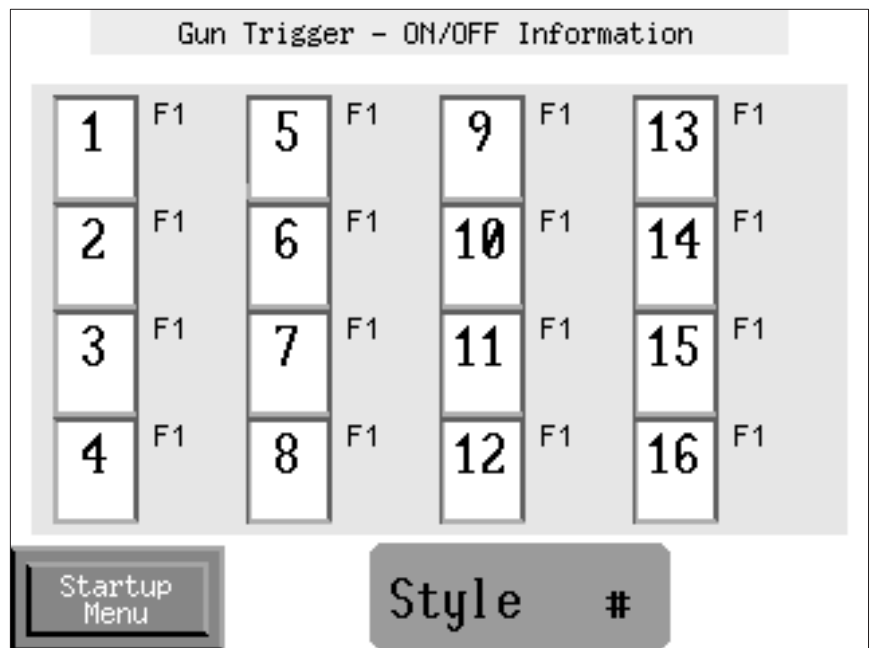 Gun Trigger - ON/OFF Information
1 F1 5 F1 9 F1 13 F1
2 F1 6 F1 10 F1 14 F1
3 F1 7 F1 11 F1 15 F1
4 F1 8 F1 12 F1 16 F1
Startup
Menu
Style #